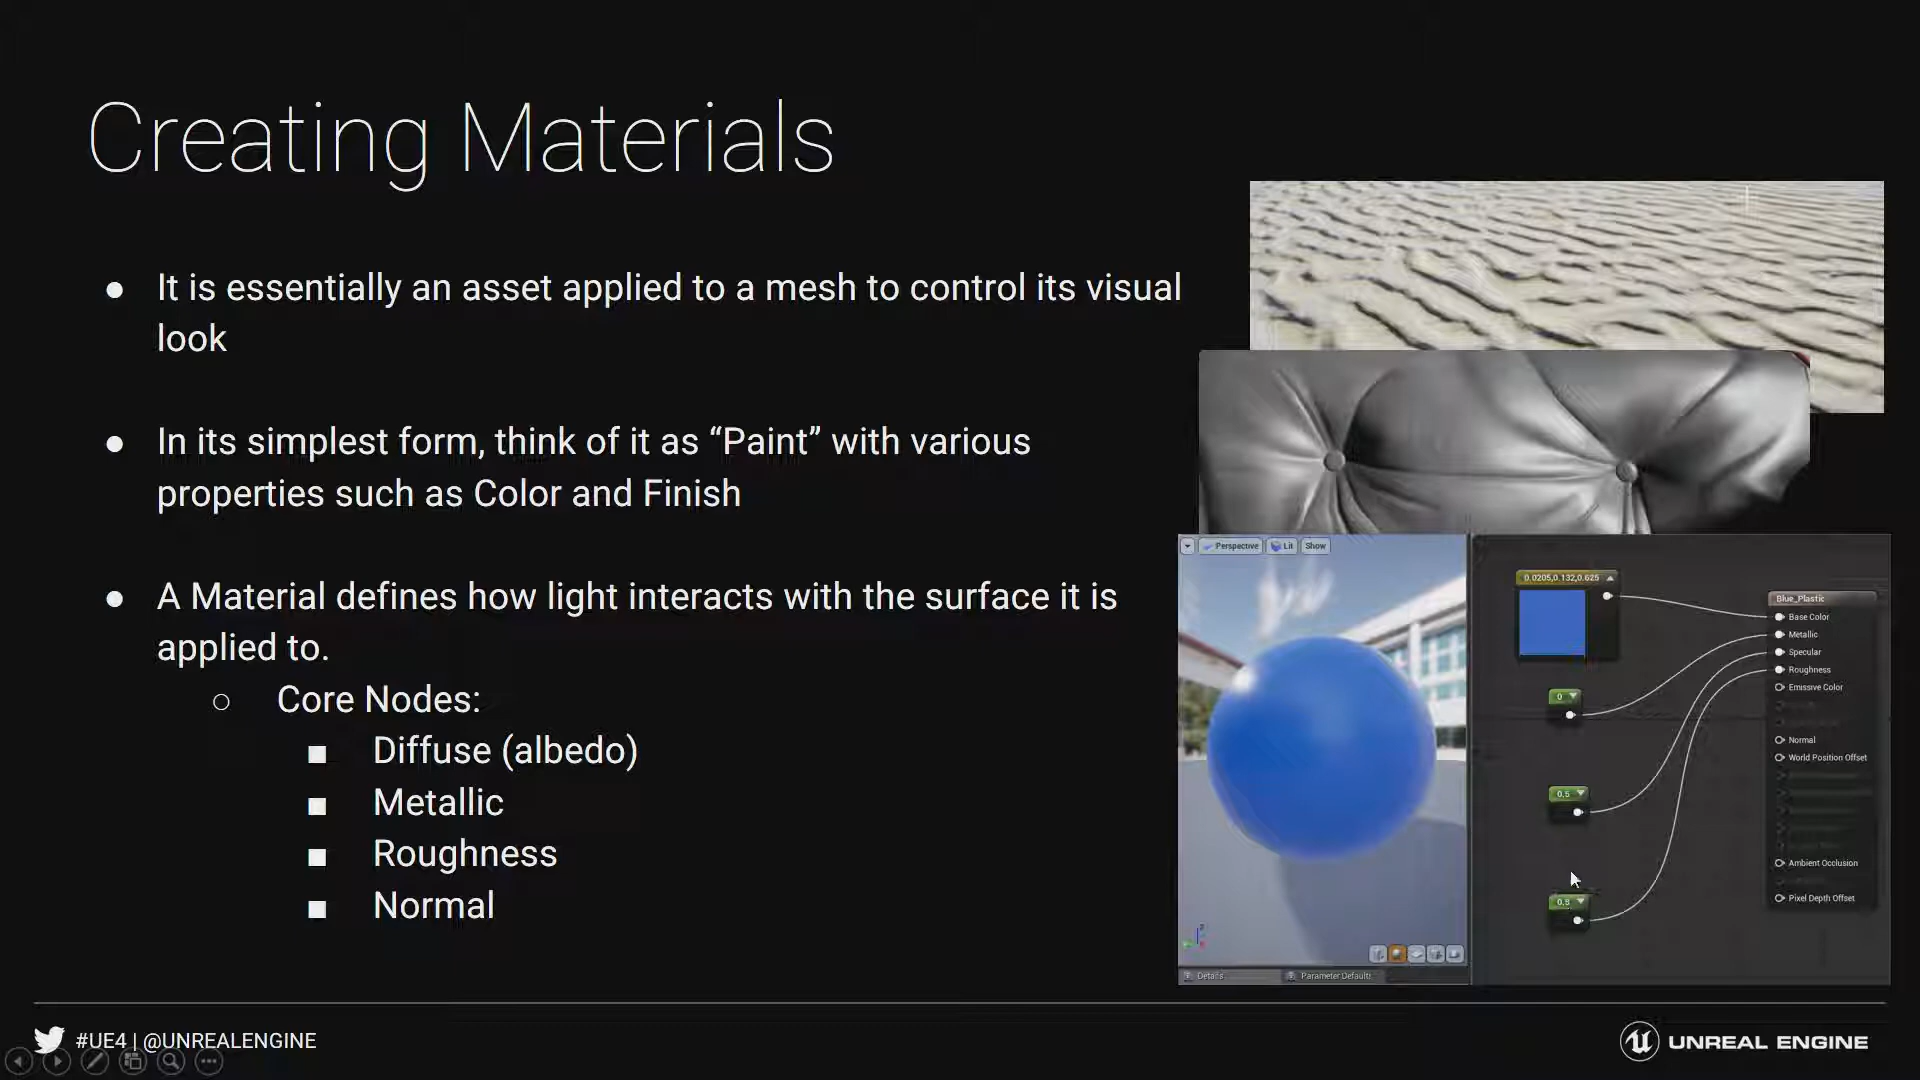 Creating Materials
● It is essentially an asset applied to a mesh to control its visual
look
● In its simplest form, think of it as “Paint” with various
properties such as Color and Finish
● A Material defines how light interacts with the surface it is
applied to.
○ Core Nodes:
■ Diffuse (albedo)
■ Metallic
■ Roughness
■ Normal
Perspective Lit Show
0.0205,0.132,0.625
Blue_Plastic
Base Color
Metallic
Specular
Roughness
Emissive Color
Normal
World Position Offset
Ambient Occlusion
Pixel Depth Offset
0
0.5
Details
Parameter Defaults
#UE4 | @UNREALENGINE
UNREAL ENGINE